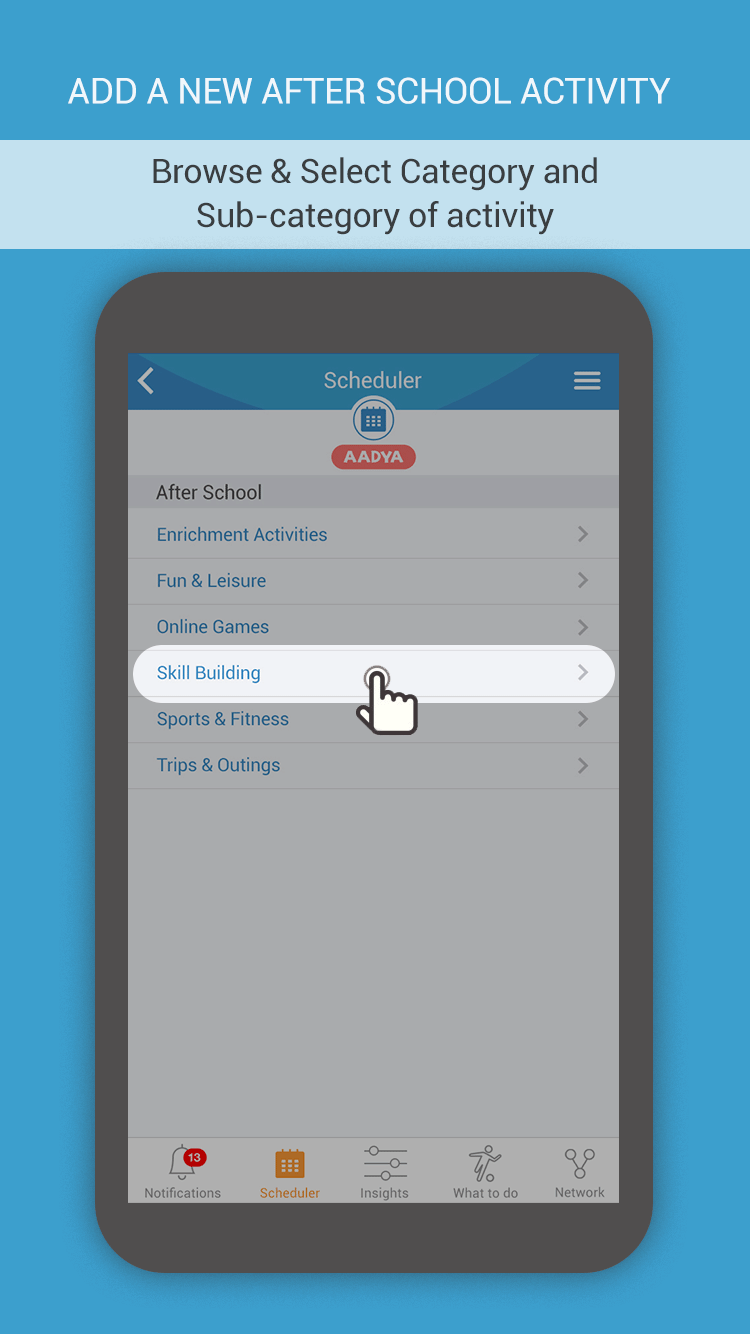 ADD A NEW AFTER SCHOOL ACTIVITY
Browse & Select Category and
Sub-category of activity
Scheduler
AADYA
After School
Enrichment Activities
Fun & Leisure
Online Games
Skill Building
Sports & Fitness
Trips & Outings
13
Notifications
Scheduler
Insights
What to do
Network